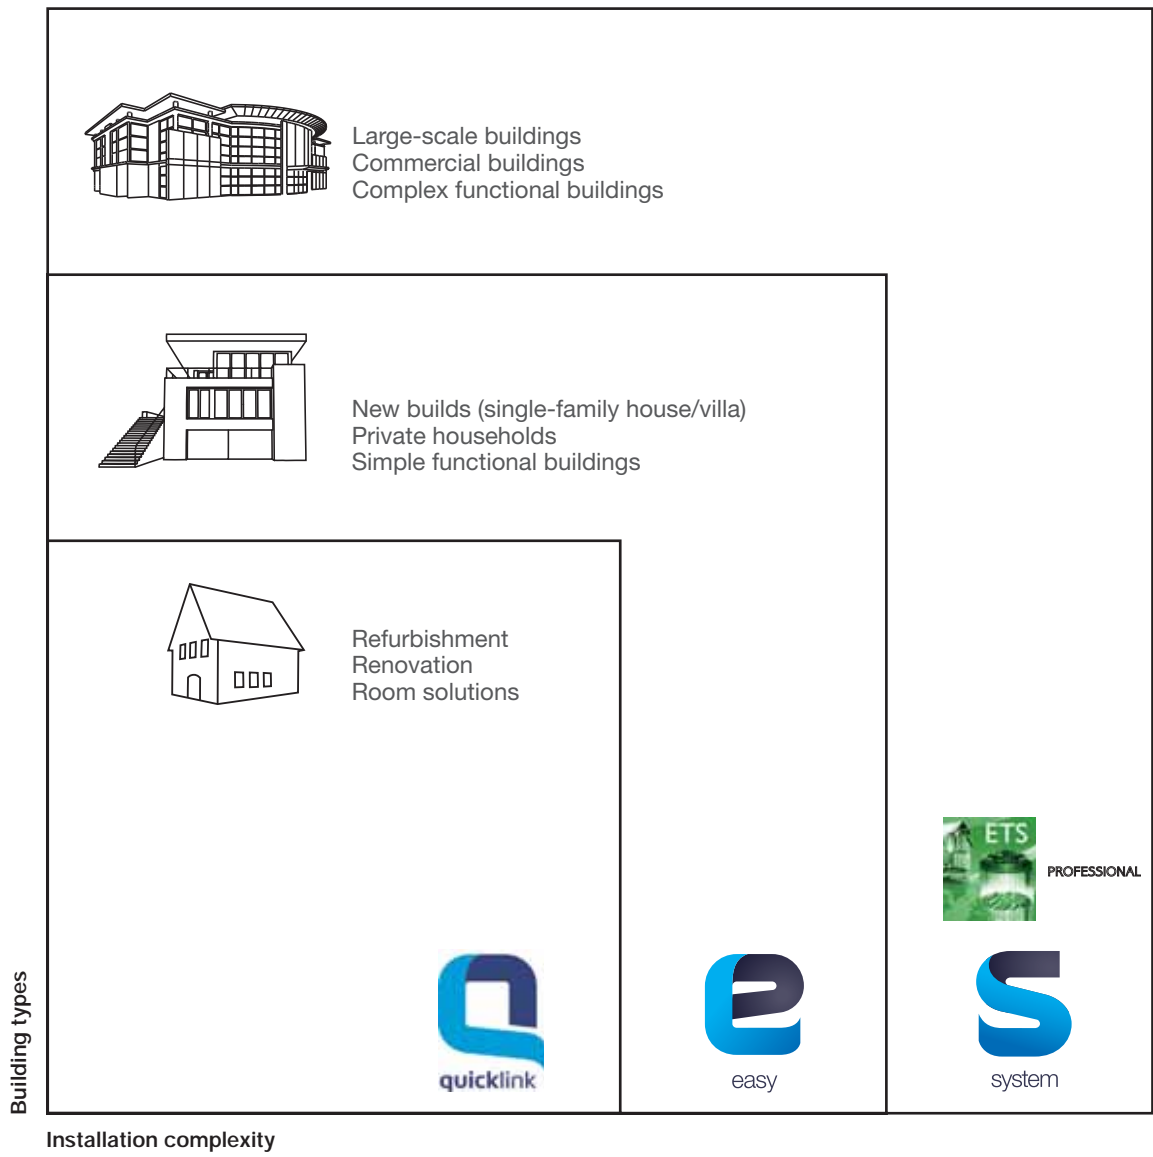 Large-scale buildings
Commercial buildings
Complex functional buildings
New builds (single-family house/villa)
Private households
Simple functional buildings
Refurbishment
Renovation
Room solutions
ETS
PROFESSIONAL
quicklink
easy
system
Building types
Installation complexity